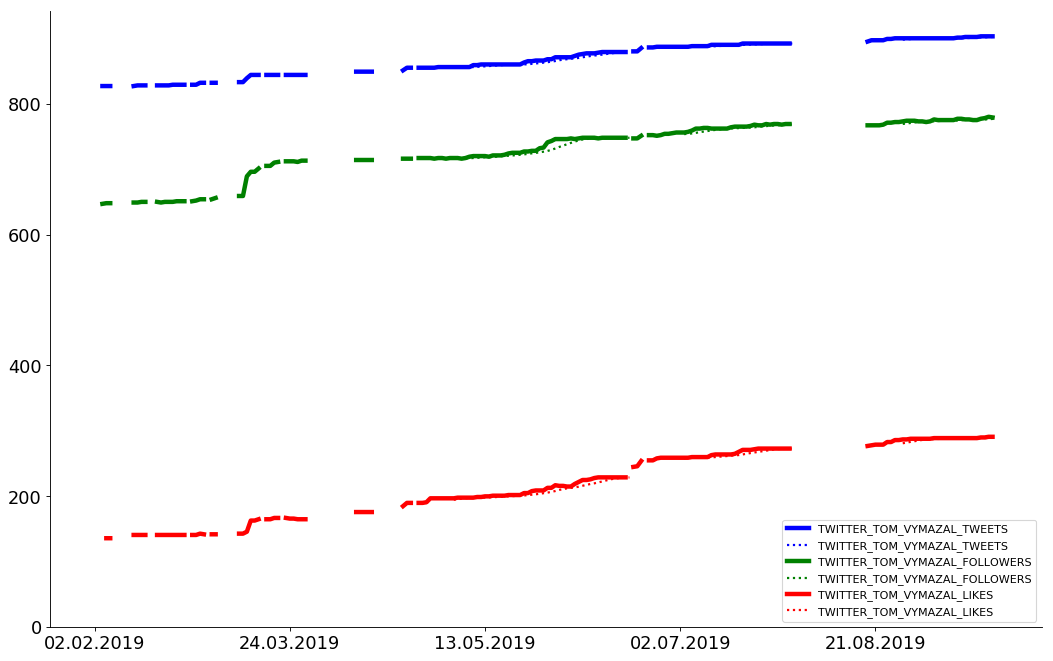 800
600
400
200
0
02.02.2019 24.03.2019 13.05.2019 02.07.2019 21.08.2019
TWITTER_TOM_VYMAZAL_TWEETS
TWITTER_TOM_VYMAZAL_TWEETS
TWITTER_TOM_VYMAZAL_FOLLOWERS
TWITTER_TOM_VYMAZAL_FOLLOWERS
TWITTER_TOM_VYMAZAL_LIKES
TWITTER_TOM_VYMAZAL_LIKES